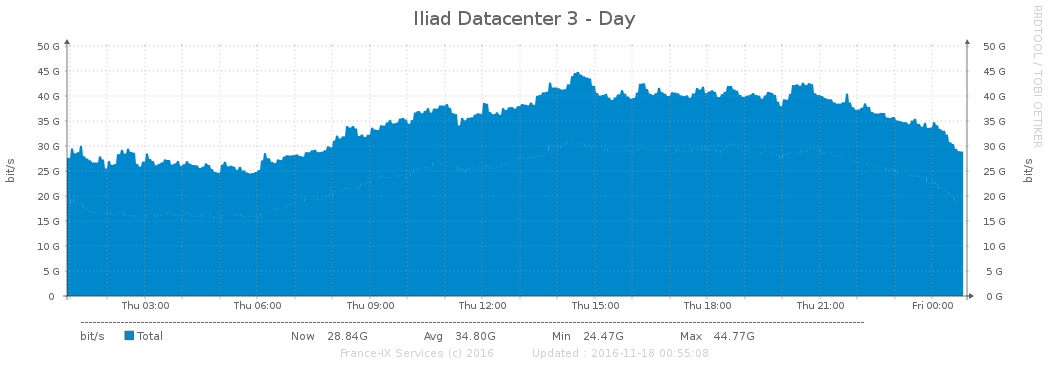 Iliad Datacenter 3 - Day
RRDTOOL / TOBI OETIKER
50 G 50 G
45 G 45 G
40 G 40 G
35 G 35 G
30 G 30 G
25 G 25 G
20 G 20 G
15 G 15 G
10 G 10 G
5 G 5 G
0 0 G
bit/s bit/s
Thu 03:00 Thu 06:00 Thu 09:00 Thu 12:00 Thu 15:00 Thu 18:00 Thu 21:00 Fri 00:00
bit/s Total Now 28.84G Avg 34.80G Min 24.47G Max 44.77G
France-IX Services (c) 2016 Updated : 2016-11-18 00:55:08